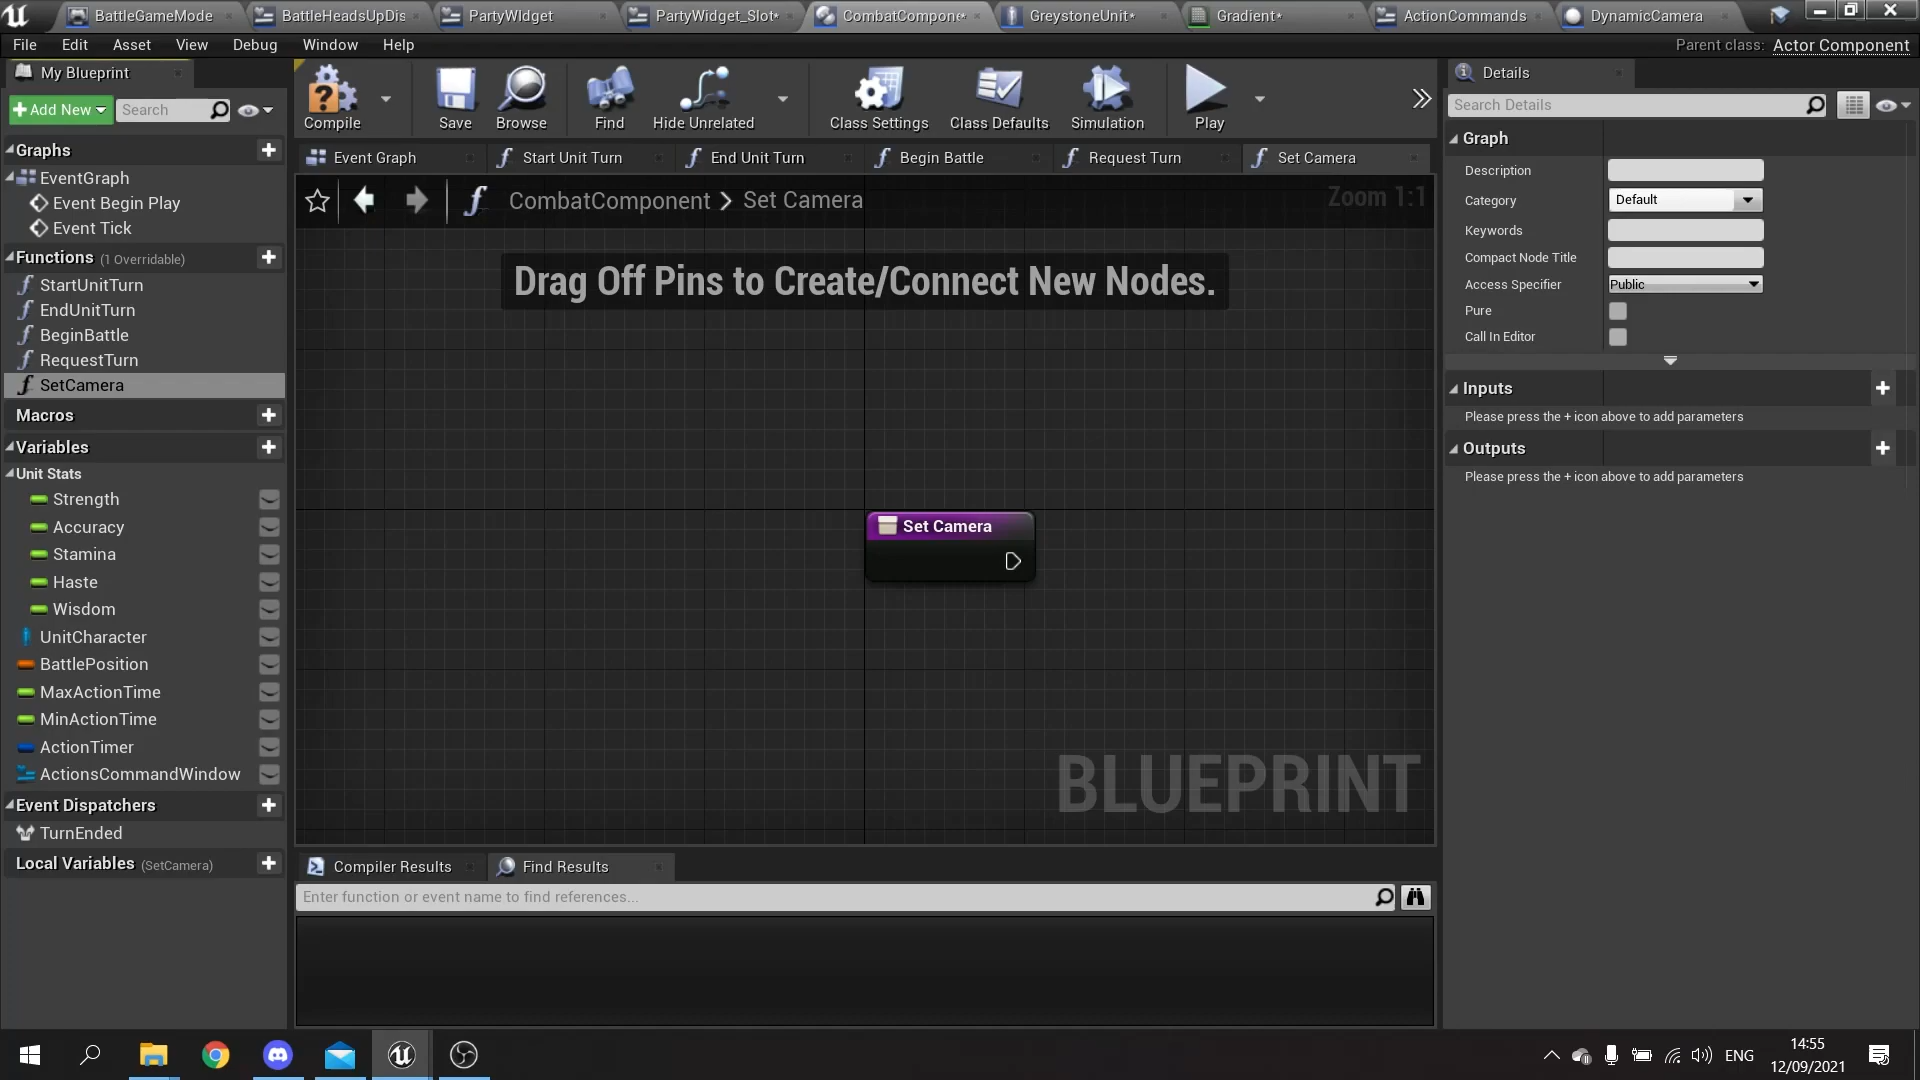 BattleGameMode
BattleHeadsUpDis
PartyWIdget
PartyWidget_Slot*
CombatCompone*
GreystoneUnit*
Gradient*
ActionCommands
DynamicCamera
File Edit Asset View Debug Window Help
Parent class: Actor Component
My Blueprint
Add New
Search
Graphs
EventGraph
Event Begin Play
Event Tick
Functions (1 Overridable)
StartUnitTurn
EndUnitTurn
BeginBattle
RequestTurn
SetCamera
Macros
Variables
Unit Stats
Strength
Accuracy
Stamina
Haste
Wisdom
UnitCharacter
BattlePosition
MaxActionTime
MinActionTime
ActionTimer
ActionsCommandWindow
Event Dispatchers
TurnEnded
Local Variables (SetCamera)
Compile
Save
Browse
Find
Hide Unrelated
Class Settings
Class Defaults
Simulation
Play
Event Graph
Start Unit Turn
End Unit Turn
Begin Battle
Request Turn
Set Camera
CombatComponent > Set Camera
Zoom 1:1
Drag Off Pins to Create/Connect New Nodes.
Set Camera
BLUEPRINT
Compiler Results
Find Results
Enter function or event name to find references...
Details
Search Details
Graph
Description
Category Default
Keywords
Compact Node Title
Access Specifier Public
Pure
Call In Editor
Inputs
Please press the + icon above to add parameters
Outputs
Please press the + icon above to add parameters
ENG
14:55
12/09/2021